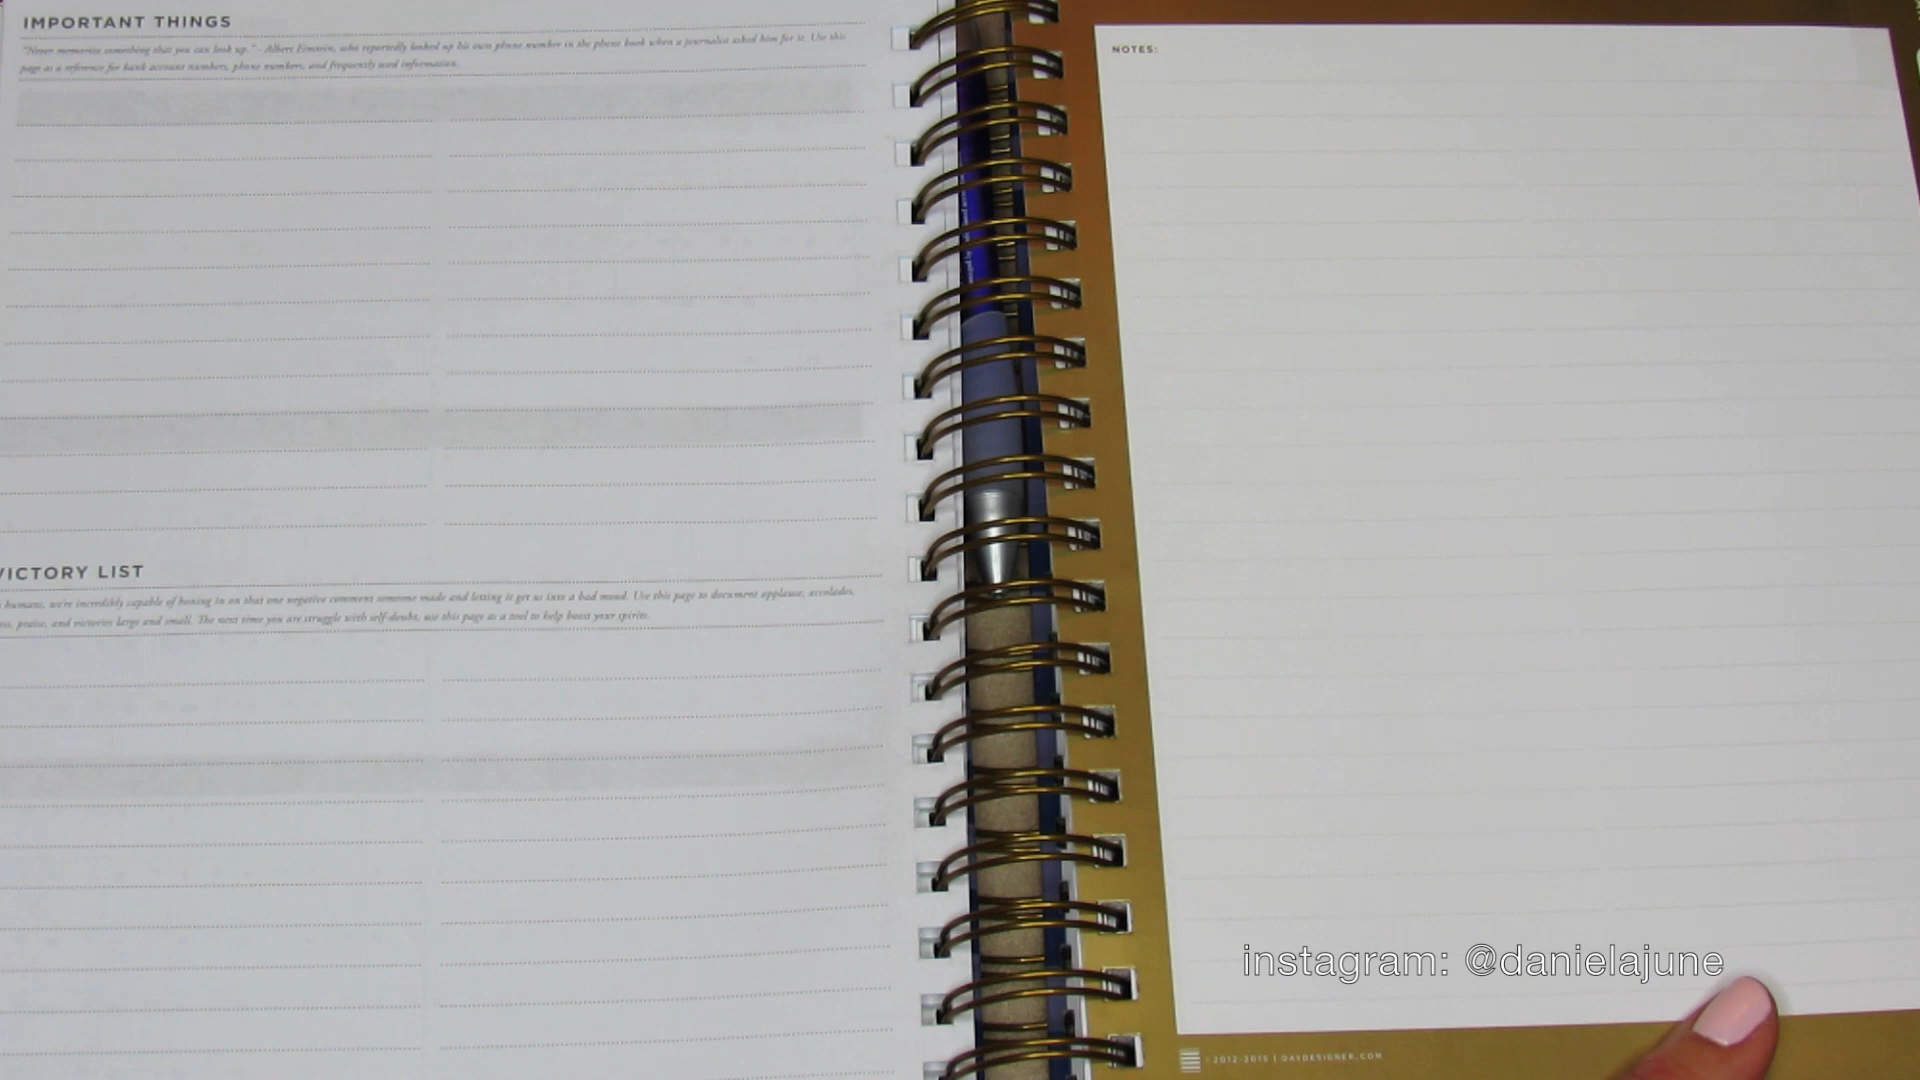 IMPORTANT THINGS
"Never memorize something that you can look up." - Albert Einstein, who reportedly looked up his own phone number in the phone book when a journalist asked him for it. Use this
page as a reference for bank account numbers, phone numbers, and frequently used information.
VICTORY LIST
humans, we're incredibly capable of honing in on that one negative comment someone made and letting it get us into a bad mood. Use this page to document applause, accolades,
praise, and victories large and small. The next time you are struggle with self-doubt, use this page as a tool to help boost your spirits.
NOTES:
instagram: @danielajune
2012-2015 | DAYDESIGNER.COM